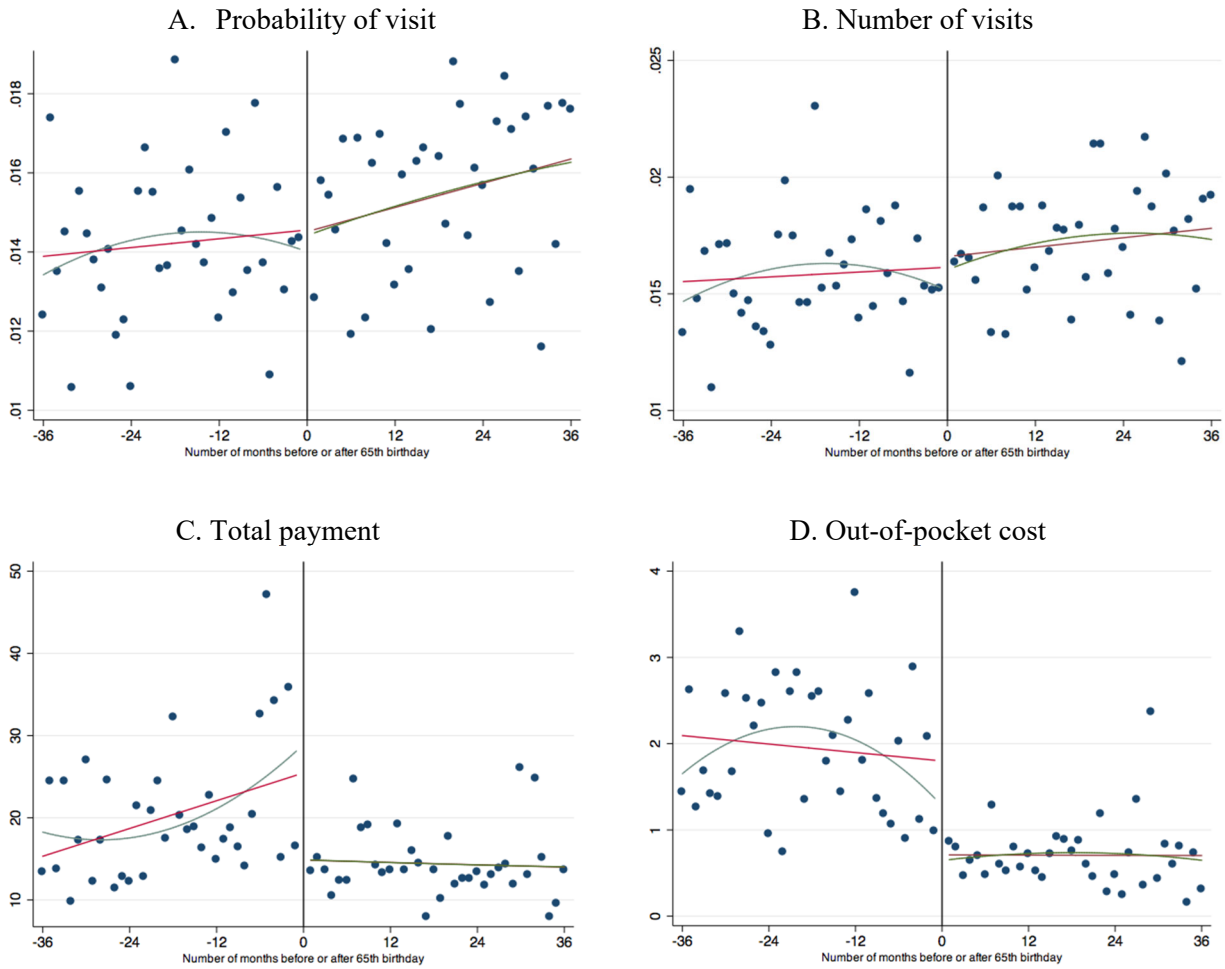 A. Probability of visit
.018
.016
.014
.012
.01
-36 -24 -12 0 12 24 36
Number of months before or after 65th birthday
B. Number of visits
.025
.02
.015
.01
-36 -24 -12 0 12 24 36
Number of months before or after 65th birthday
C. Total payment
50
40
30
20
10
-36 -24 -12 0 12 24 36
Number of months before or after 65th birthday
D. Out-of-pocket cost
4
3
2
1
0
-36 -24 -12 0 12 24 36
Number of months before or after 65th birthday